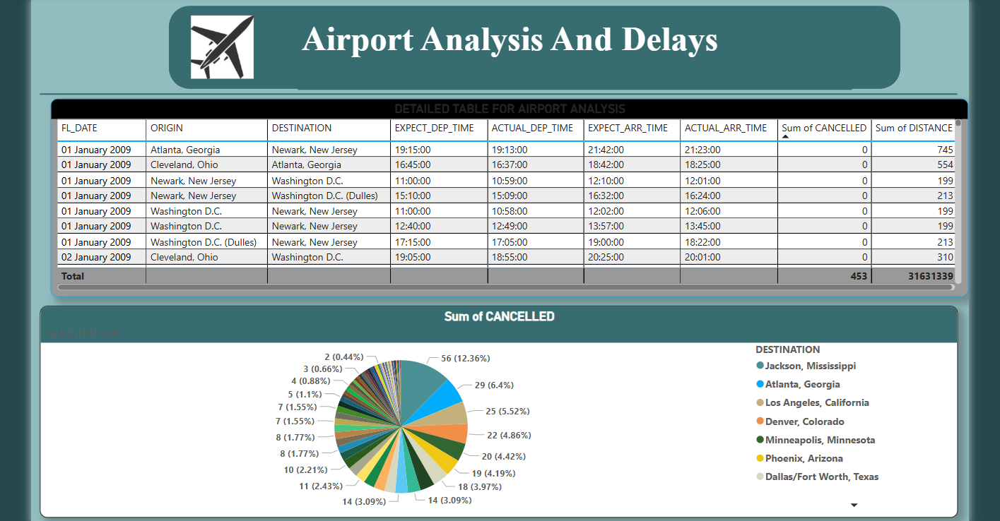 Airport Analysis And Delays
DETAILED TABLE FOR AIRPORT ANALYSIS
FL_DATE ORIGIN DESTINATION EXPECT_DEP_TIME ACTUAL_DEP_TIME EXPECT_ARR_TIME ACTUAL_ARR_TIME Sum of CANCELLED Sum of DISTANCE
01 January 2009 Atlanta, Georgia Newark, New Jersey 19:15:00 19:13:00 21:42:00 21:23:00 0 745
01 January 2009 Cleveland, Ohio Atlanta, Georgia 16:45:00 16:37:00 18:42:00 18:25:00 0 554
01 January 2009 Newark, New Jersey Washington D.C. 11:00:00 10:59:00 12:10:00 12:01:00 0 199
01 January 2009 Newark, New Jersey Washington D.C. (Dulles) 15:10:00 15:09:00 16:32:00 16:24:00 0 213
01 January 2009 Washington D.C. Newark, New Jersey 11:00:00 10:58:00 12:02:00 12:06:00 0 199
01 January 2009 Washington D.C. Newark, New Jersey 12:40:00 12:49:00 13:57:00 13:45:00 0 199
01 January 2009 Washington D.C. (Dulles) Newark, New Jersey 17:15:00 17:05:00 19:00:00 18:22:00 0 213
02 January 2009 Cleveland, Ohio Washington D.C. 19:05:00 18:55:00 20:25:00 20:01:00 0 310
Total 453 31631339
Sum of CANCELLED
by DESTINATION
56 (12.36%)
29 (6.4%)
25 (5.52%)
22 (4.86%)
20 (4.42%)
19 (4.19%)
18 (3.97%)
14 (3.09%)
14 (3.09%)
11 (2.43%)
10 (2.21%)
8 (1.77%)
8 (1.77%)
7 (1.55%)
7 (1.55%)
5 (1.1%)
4 (0.88%)
3 (0.66%)
2 (0.44%)
DESTINATION
Jackson, Mississippi
Atlanta, Georgia
Los Angeles, California
Denver, Colorado
Minneapolis, Minnesota
Phoenix, Arizona
Dallas/Fort Worth, Texas